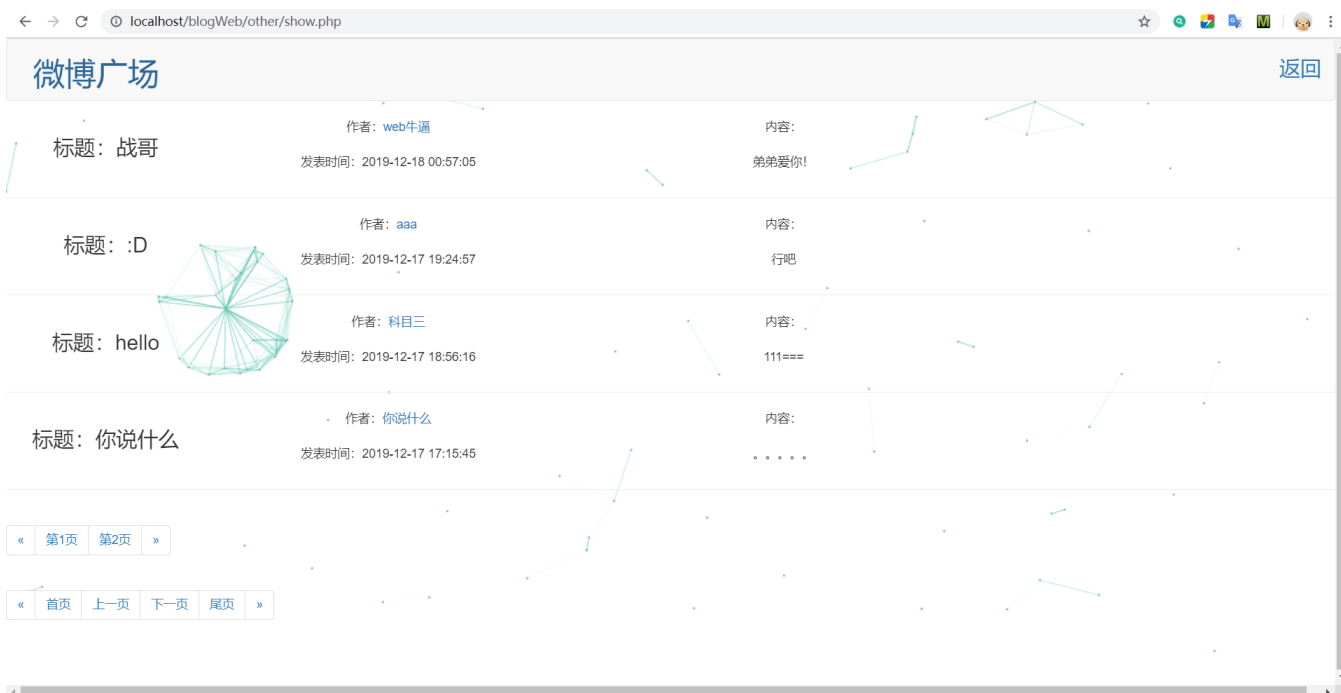 localhost/blogWeb/other/show.php
微博广场
返回
标题：战哥
作者：web牛逼
发表时间：2019-12-18 00:57:05
内容：
弟弟爱你！
标题：:D
作者：aaa
发表时间：2019-12-17 19:24:57
内容：
行吧
标题：hello
作者：科目三
发表时间：2019-12-17 18:56:16
内容：
111===
标题：你说什么
作者：你说什么
发表时间：2019-12-17 17:15:45
内容：
。。。。。
« 第1页 第2页 »
« 首页 上一页 下一页 尾页 »